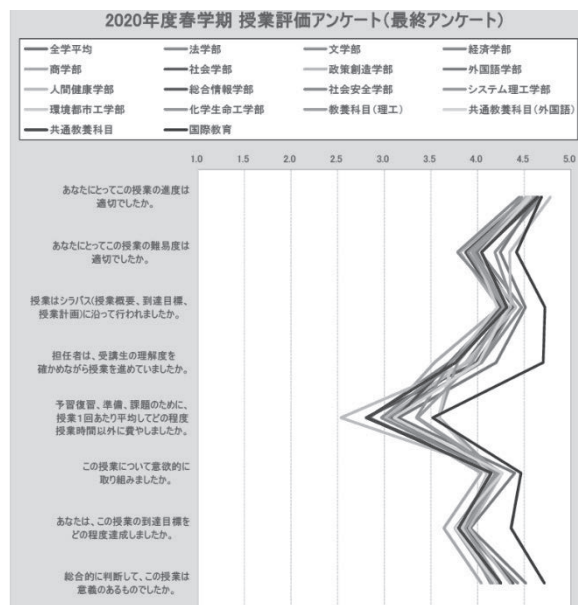 2020年度春学期 授業評価アンケート(最終アンケート)
全学平均 法学部 文学部 経済学部
商学部 社会学部 政策創造学部 外国語学部
人間健康学部 総合情報学部 社会安全学部 システム理工学部
環境都市工学部 化学生命工学部 教養科目(理工) 共通教養科目(外国語)
共通教養科目 国際教育
1.0 1.5 2.0 2.5 3.0 3.5 4.0 4.5 5.0
あなたにとってこの授業の進度は
適切でしたか。
あなたにとってこの授業の難易度は
適切でしたか。
授業はシラバス(授業概要、到達目標、
授業計画)に沿って行われましたか。
担任者は、受講生の理解度を
確かめながら授業を進めていましたか。
予習復習、準備、課題のために、
授業1回あたり平均してどの程度
授業時間以外に費やしましたか。
この授業について意欲的に
取り組みましたか。
あなたは、この授業の到達目標を
どの程度達成しましたか。
総合的に判断して、この授業は
意義のあるものでしたか。